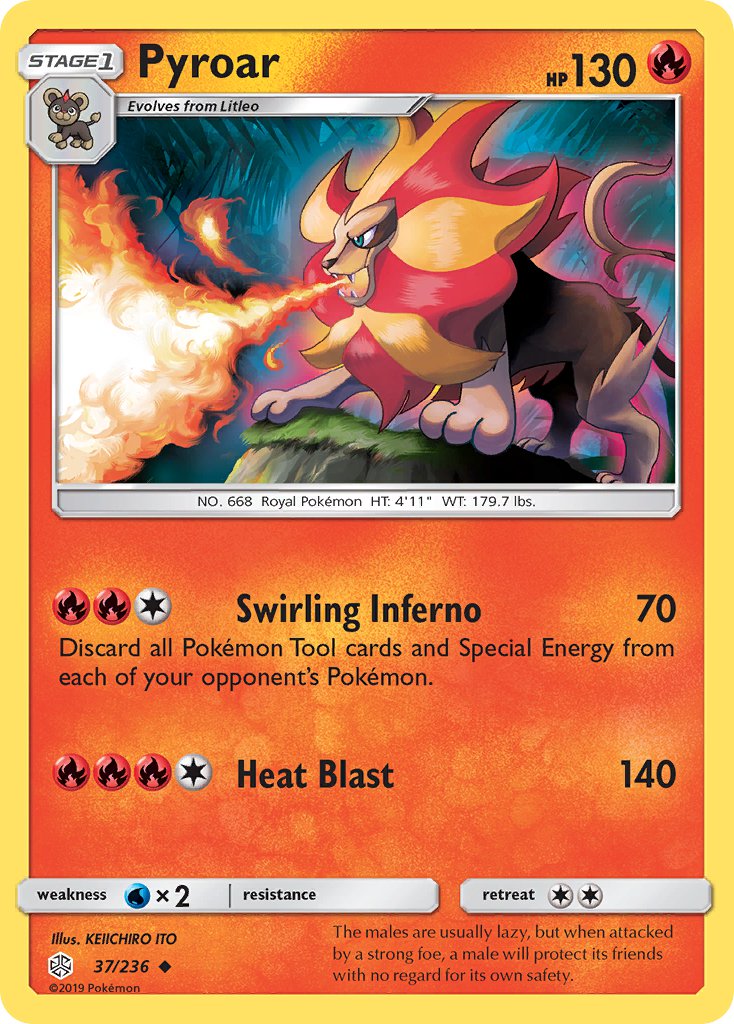 STAGE1
Pyroar
HP 130
Evolves from Litleo
NO. 668 Royal Pokémon HT: 4'11" WT: 179.7 lbs.
Swirling Inferno 70
Discard all Pokémon Tool cards and Special Energy from
each of your opponent's Pokémon.
Heat Blast 140
weakness ×2 resistance retreat
Illus. KEIICHIRO ITO
37/236
©2019 Pokémon
The males are usually lazy, but when attacked
by a strong foe, a male will protect its friends
with no regard for its own safety.